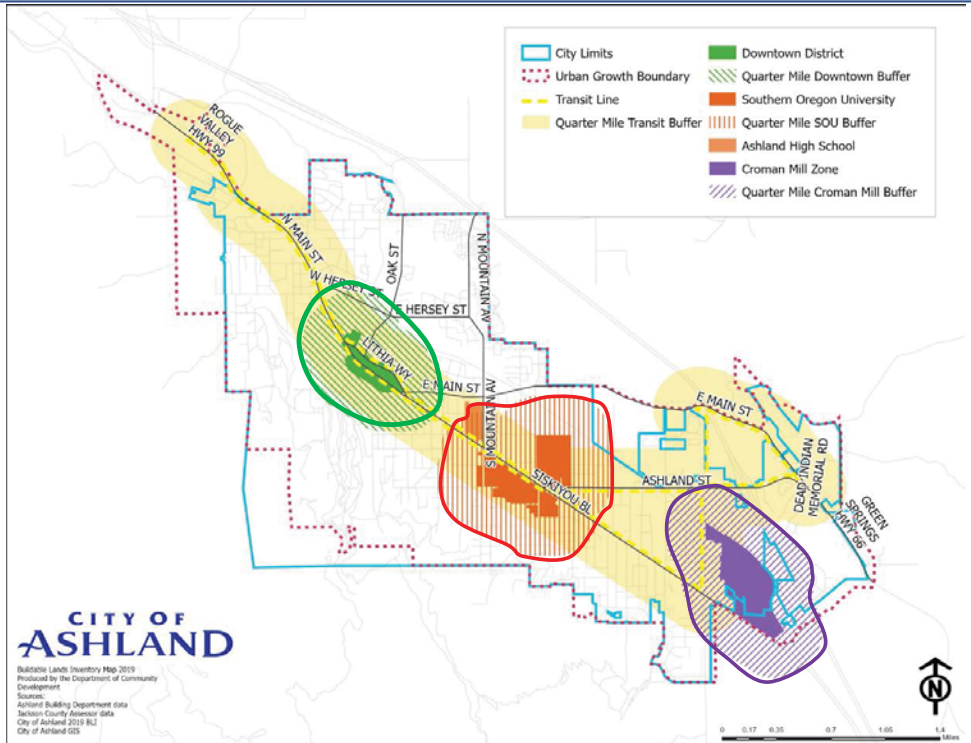 City Limits
Urban Growth Boundary
Transit Line
Quarter Mile Transit Buffer
Downtown District
Quarter Mile Downtown Buffer
Southern Oregon University
Quarter Mile SOU Buffer
Ashland High School
Croman Mill Zone
Quarter Mile Croman Mill Buffer
ROGUE
VALLEY
HWY 99
N MAIN ST
W HERSEY ST
OAK ST
N MOUNTAIN AV
E HERSEY ST
LITHIA WY
E MAIN ST
S MOUNTAIN AV
SISKIYOU BL
E MAIN ST
ASHLAND ST
DEAD INDIAN
MEMORIAL RD
GREEN
SPRINGS
HWY 66
CITY OF
ASHLAND
Buildable Lands Inventory Map 2019
Produced by the Department of Community
Development
Sources:
Ashland Building Department data
Jackson County Assessor data
City of Ashland 2019 BLI
City of Ashland GIS
N
0 0.17 0.35 0.7 1.05 1.4
Miles